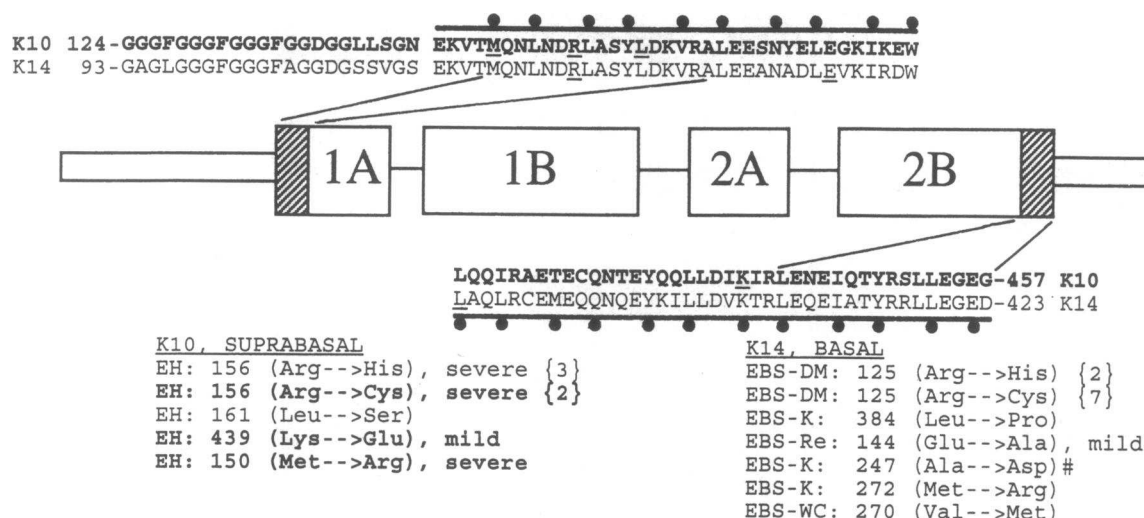 K10 124-GGGFGGGFGGGFGGDGGLLSGN EKVTMQNLNDRLASYLDKVRALEESNYELEGKIKEW
K14 93-GAGLGGGFGGGFAGGDGSSVGS EKVTMQNLNDRLASYLDKVRALEEANADLEVKIRDW
1A 1B 2A 2B
LQQIRAETECQNTEYQQLLDIKIRLENEIQTYRSLLEGEG-457 K10
LAQLRCEMEQQNQEYKILLDVKTRLEQEIATYRRLLEGED-423 K14
K10, SUPRABASAL
EH: 156 (Arg-->His), severe {3}
EH: 156 (Arg-->Cys), severe {2}
EH: 161 (Leu-->Ser)
EH: 439 (Lys-->Glu), mild
EH: 150 (Met-->Arg), severe
K14, BASAL
EBS-DM: 125 (Arg-->His) {2}
EBS-DM: 125 (Arg-->Cys) {7}
EBS-K: 384 (Leu-->Pro)
EBS-Re: 144 (Glu-->Ala), mild
EBS-K: 247 (Ala-->Asp)#
EBS-K: 272 (Met-->Arg)
EBS-WC: 270 (Val-->Met)